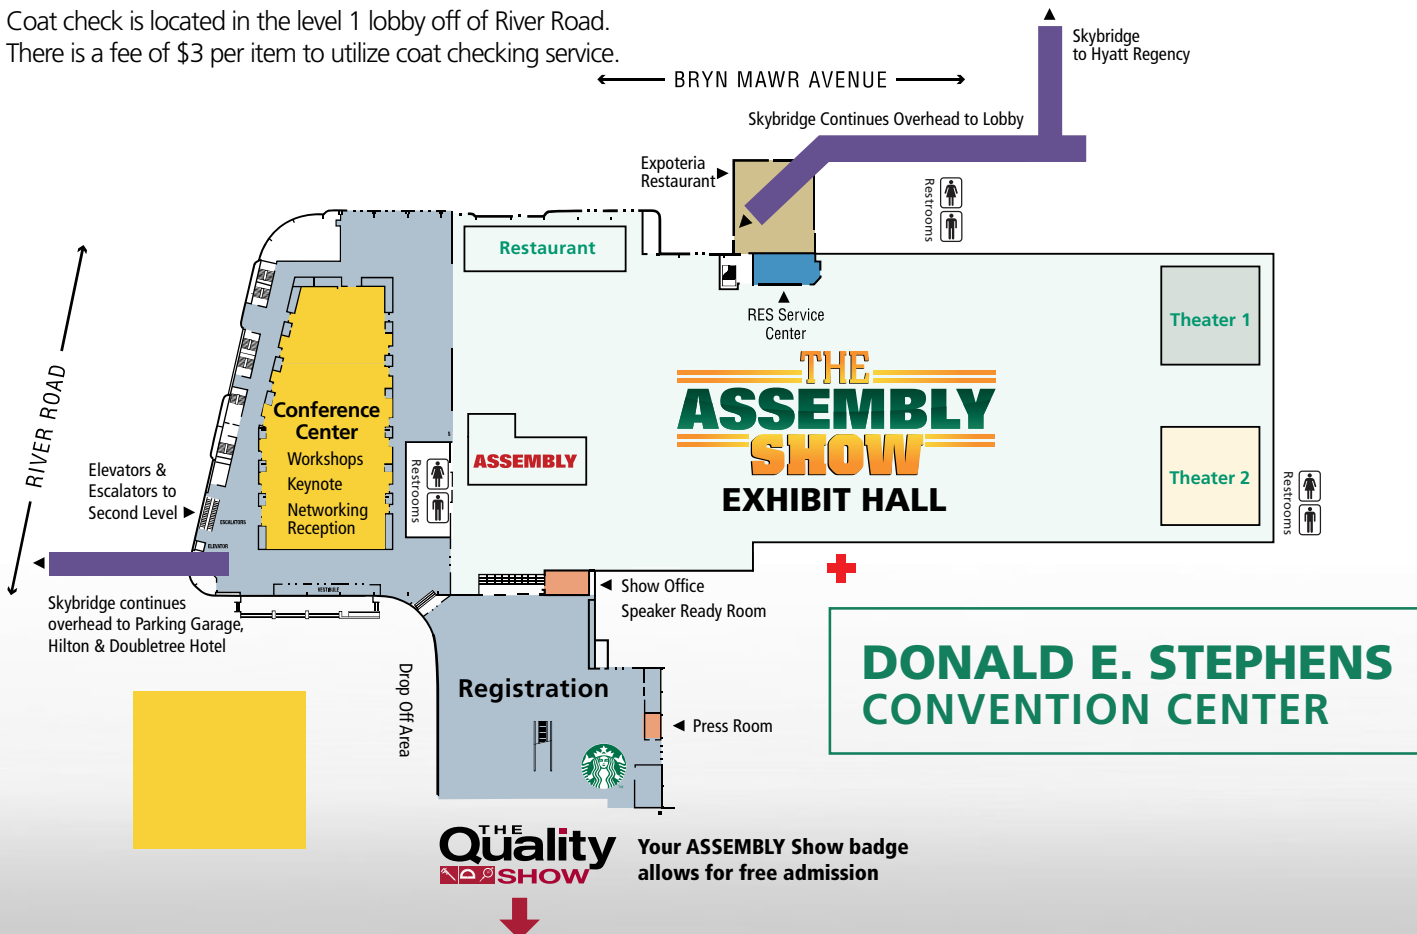 Coat check is located in the level 1 lobby off of River Road.
There is a fee of $3 per item to utilize coat checking service.
Skybridge
to Hyatt Regency
BRYN MAWR AVENUE
Skybridge Continues Overhead to Lobby
Expoteria
Restaurant
Restrooms
Restaurant
RES Service
Center
Theater 1
THE
ASSEMBLY
SHOW
EXHIBIT HALL
RIVER ROAD
Conference
Center
Workshops
Keynote
Networking
Reception
Restrooms
ASSEMBLY
Theater 2
Restrooms
Elevators &
Escalators to
Second Level
ESCALATORS
ELEVATOR
VESTIBULE
Skybridge continues
overhead to Parking Garage,
Hilton & Doubletree Hotel
Show Office
Speaker Ready Room
Drop Off Area
Registration
Press Room
DONALD E. STEPHENS
CONVENTION CENTER
THE
Quality
SHOW
Your ASSEMBLY Show badge
allows for free admission